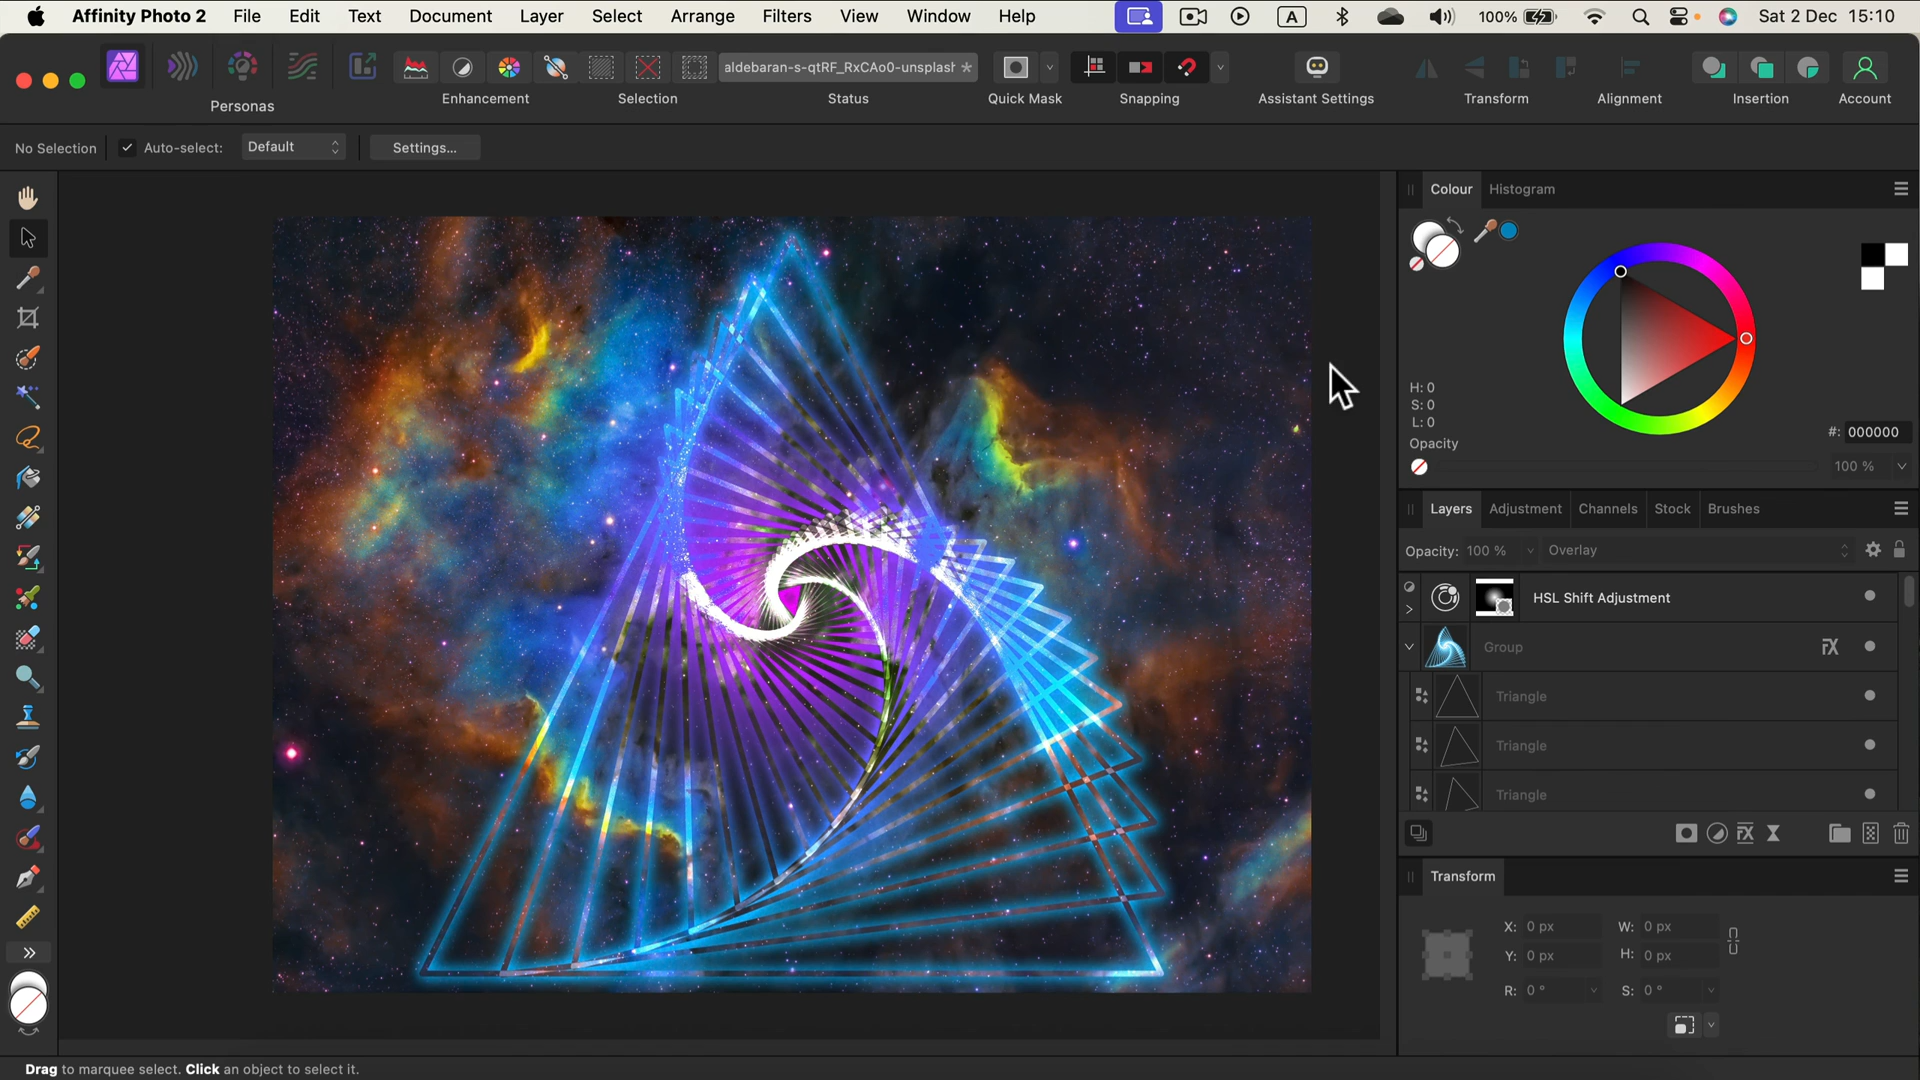 Affinity Photo 2 File Edit Text Document Layer Select Arrange Filters View Window Help A 100% Sat 2 Dec 15:10
aldebaran-s-qtRF_RxCAo0-unsplash *
Personas Enhancement Selection Status Quick Mask Snapping Assistant Settings Transform Alignment Insertion Account
No Selection Auto-select: Default Settings...
Colour Histogram
H: 0
S: 0
L: 0
#: 000000
Opacity
100 %
Layers Adjustment Channels Stock Brushes
Opacity: 100 % Overlay
HSL Shift Adjustment
Group FX
Triangle
Triangle
Triangle
FX
Transform
X: 0 px W: 0 px
Y: 0 px H: 0 px
R: 0 ° S: 0 °
Drag to marquee select. Click an object to select it.